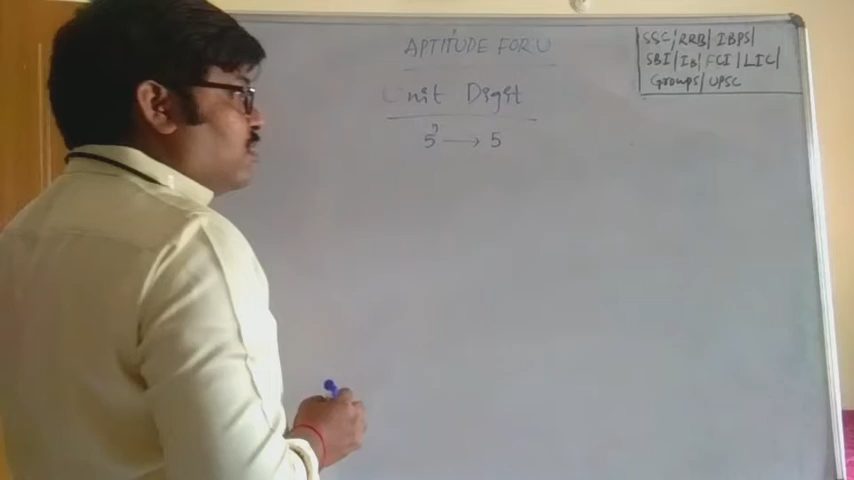 APTITUDE FOR U
Unit Digit
5^? → 5
SSC/RRB/IBPS/
SBI/IB/FCI/LIC/
Groups/UPSC